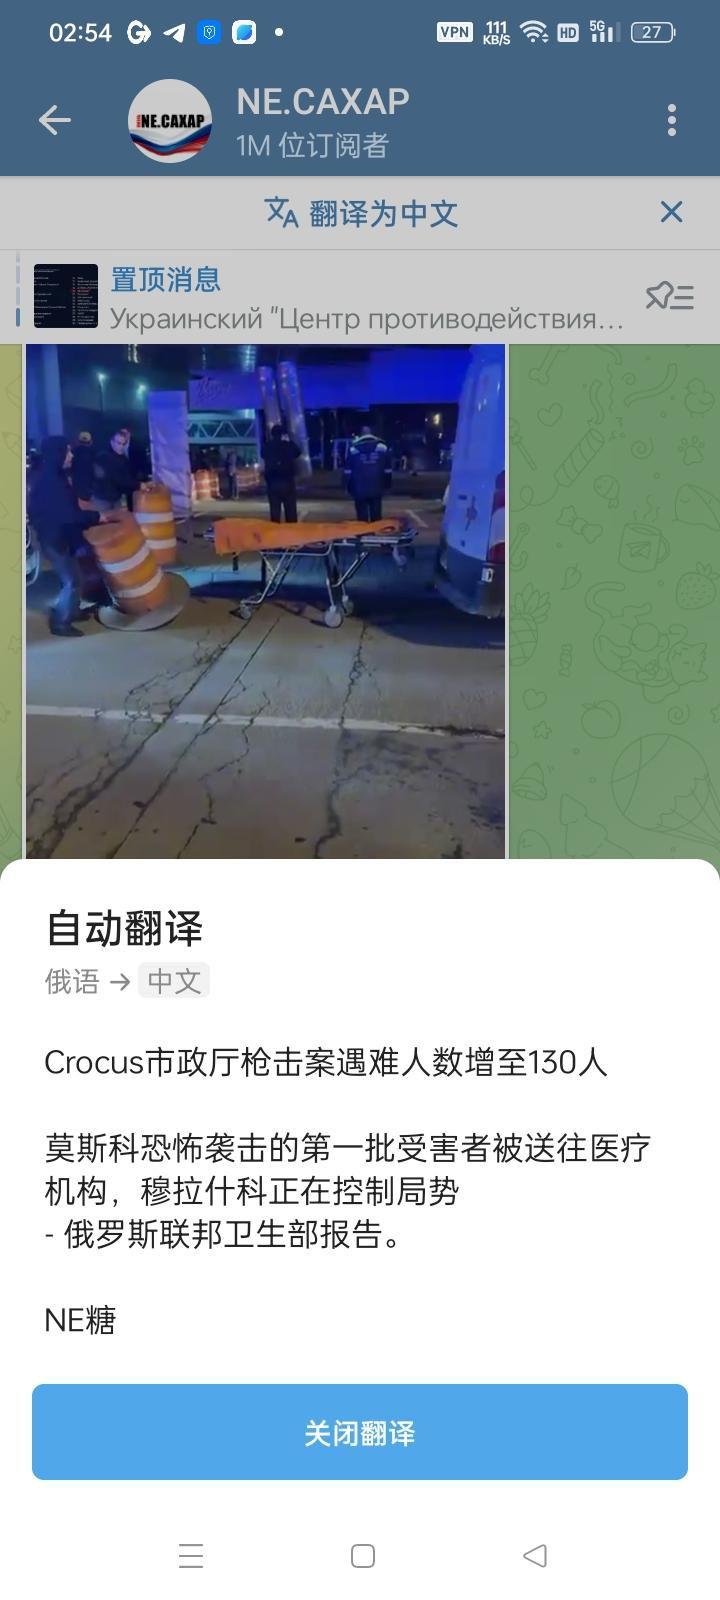 02:54
VPN 111 KB/S HD 5G 27
NE.CAXAP
NE.CAXAP
1M 位订阅者
翻译为中文
置顶消息
Украинский "Центр противодействия...
自动翻译
俄语 → 中文
Crocus市政厅枪击案遇难人数增至130人
莫斯科恐怖袭击的第一批受害者被送往医疗
机构，穆拉什科正在控制局势
- 俄罗斯联邦卫生部报告。
NE糖
关闭翻译